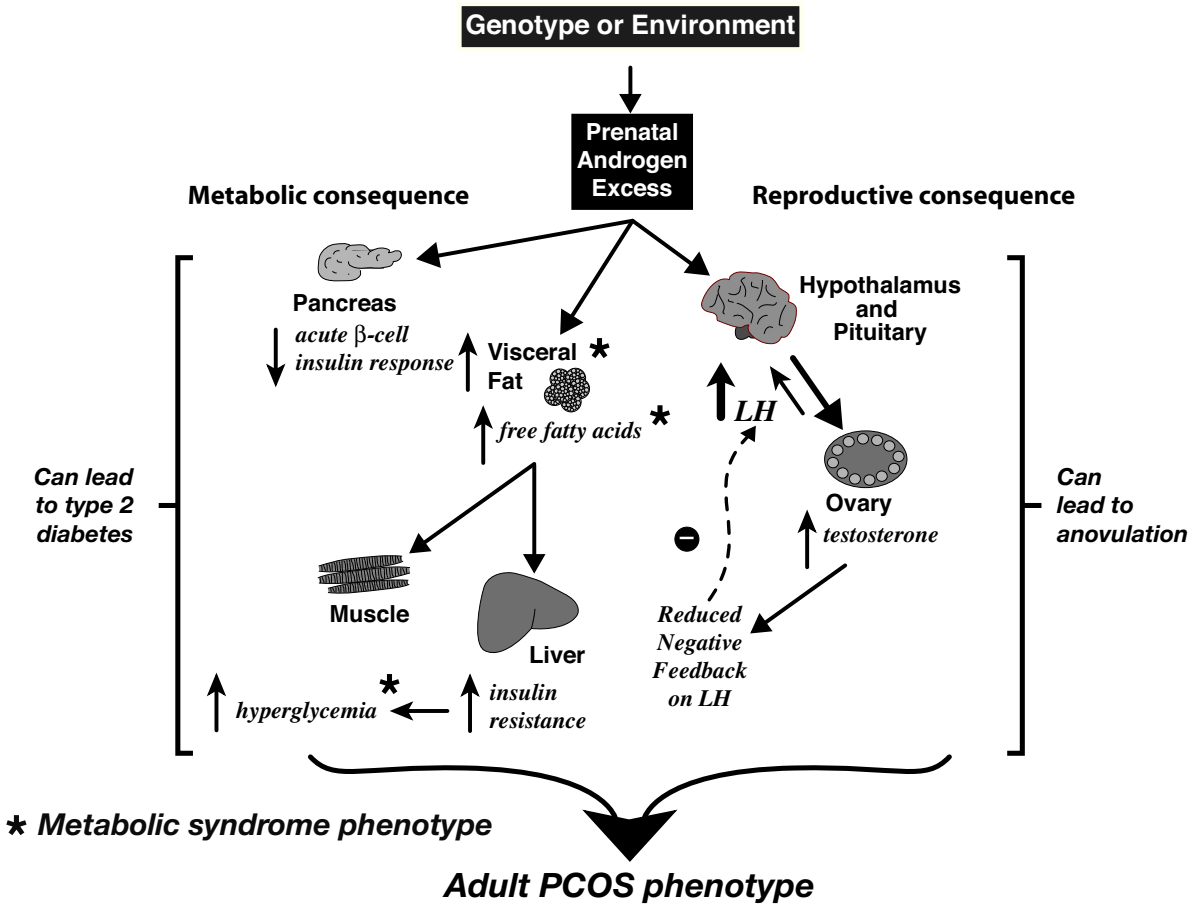 Genotype or Environment
Prenatal
Androgen
Excess
Metabolic consequence
Reproductive consequence
Pancreas
acute β-cell
insulin response
Visceral *
Fat
free fatty acids *
Hypothalamus
and
Pituitary
LH
Ovary
testosterone
Can lead
to type 2
diabetes
Can
lead to
anovulation
Muscle
Liver
−
Reduced
Negative
Feedback
on LH
hyperglycemia *
insulin
resistance
* Metabolic syndrome phenotype
Adult PCOS phenotype